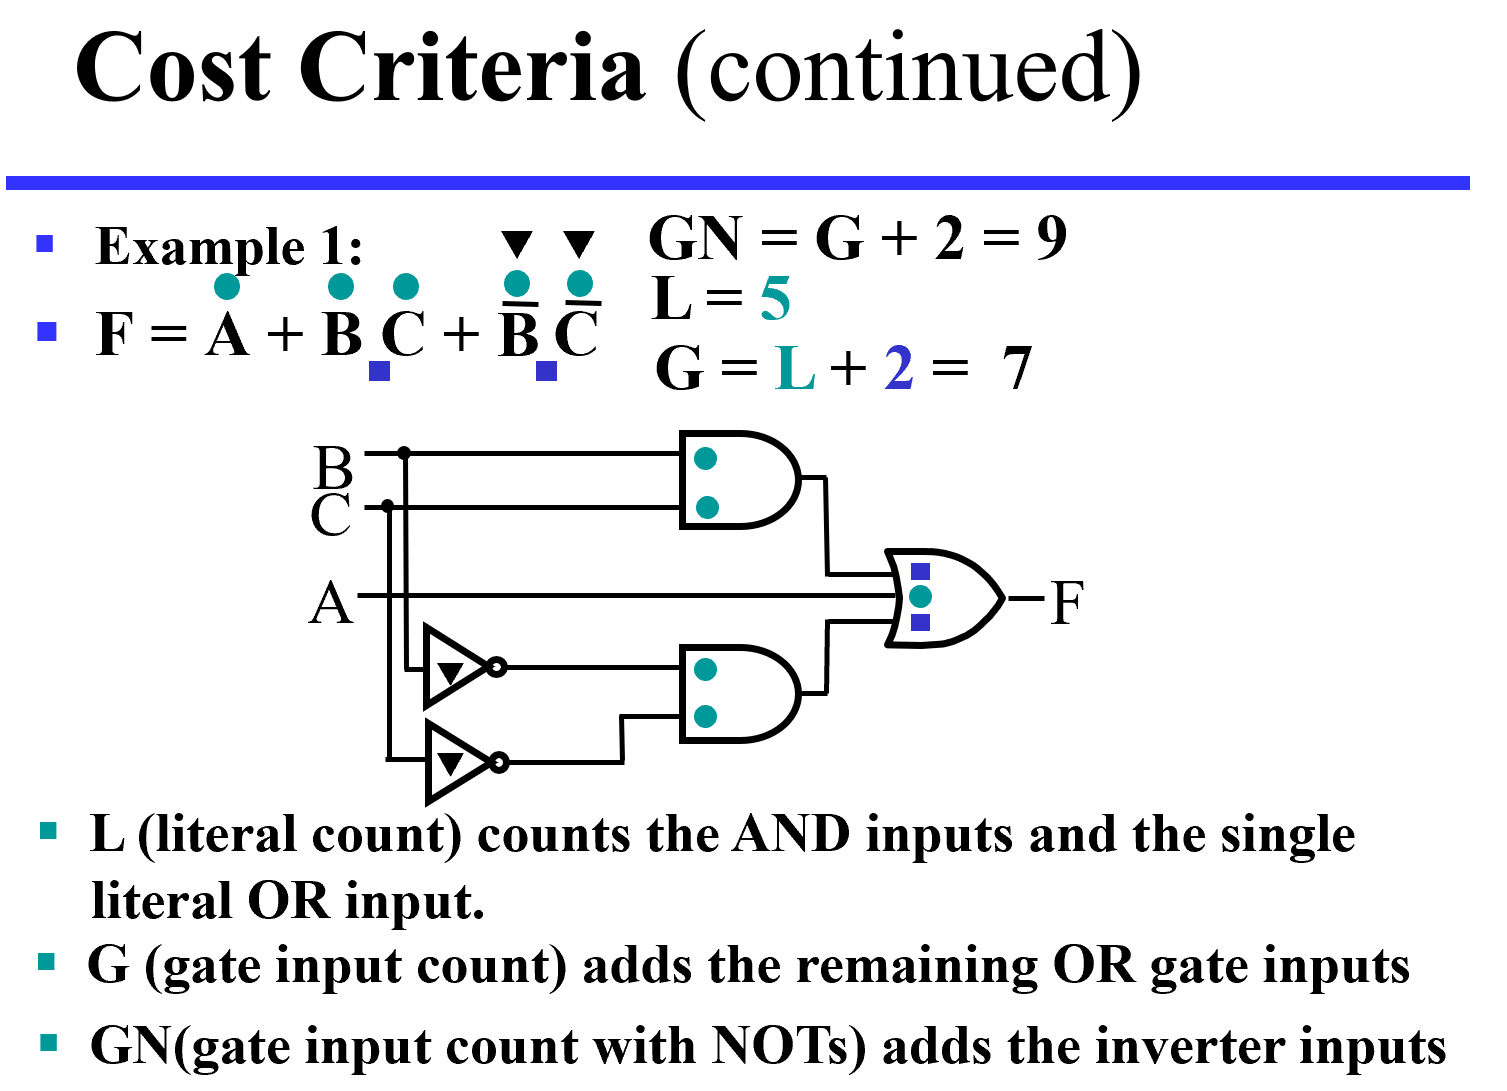 Cost Criteria (continued)
Example 1:
GN = G + 2 = 9
L = 5
F = A + B C + B̅ C̅
G = L + 2 = 7
B
C
A
F
L (literal count) counts the AND inputs and the single
literal OR input.
G (gate input count) adds the remaining OR gate inputs
GN(gate input count with NOTs) adds the inverter inputs